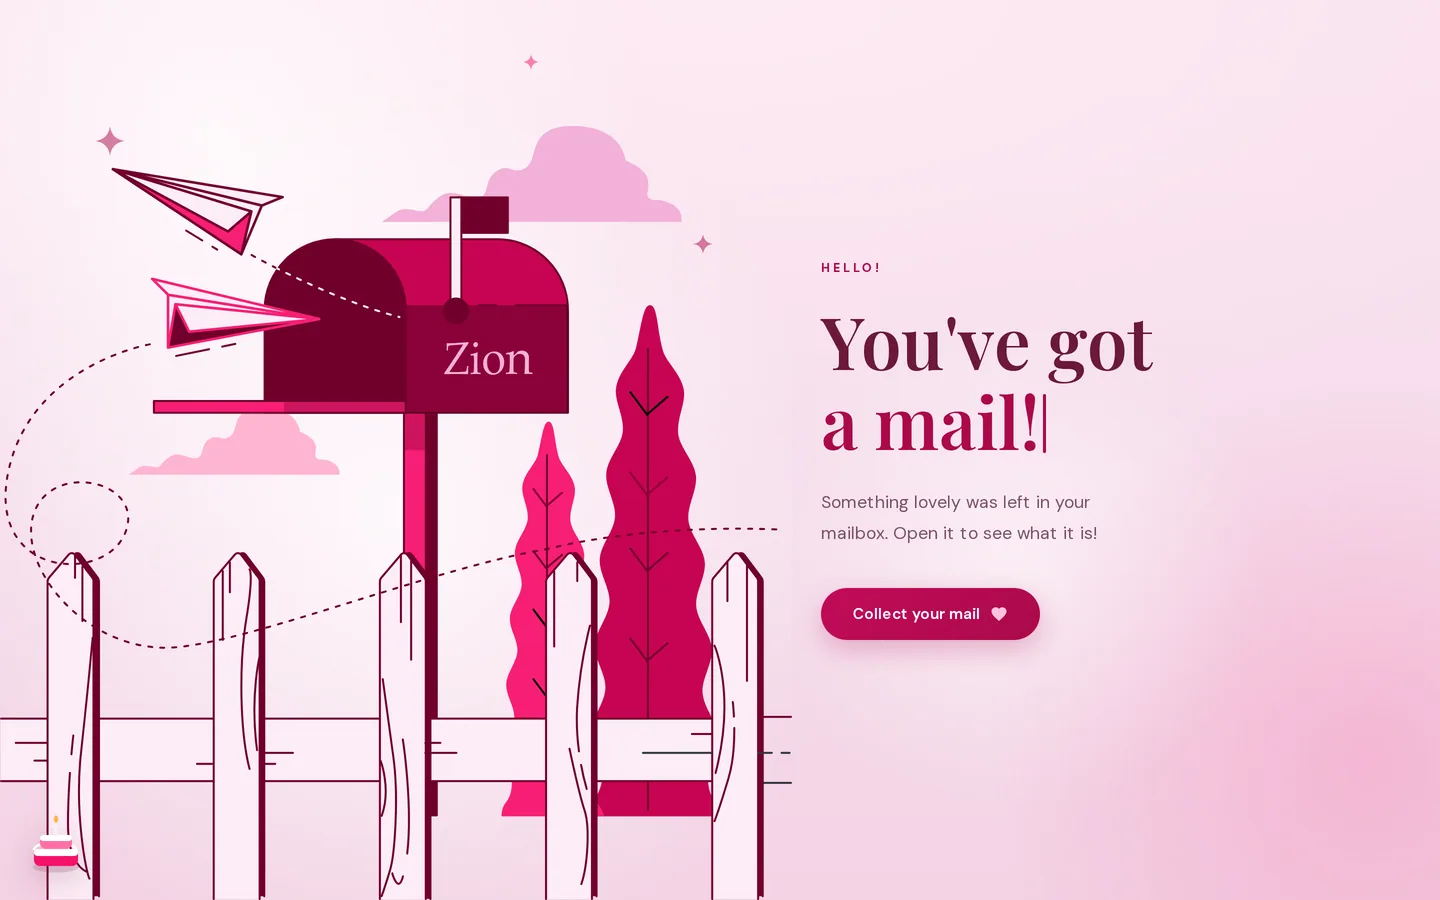 Zion
HELLO!
You've got
a mail!
Something lovely was left in your
mailbox. Open it to see what it is!
Collect your mail